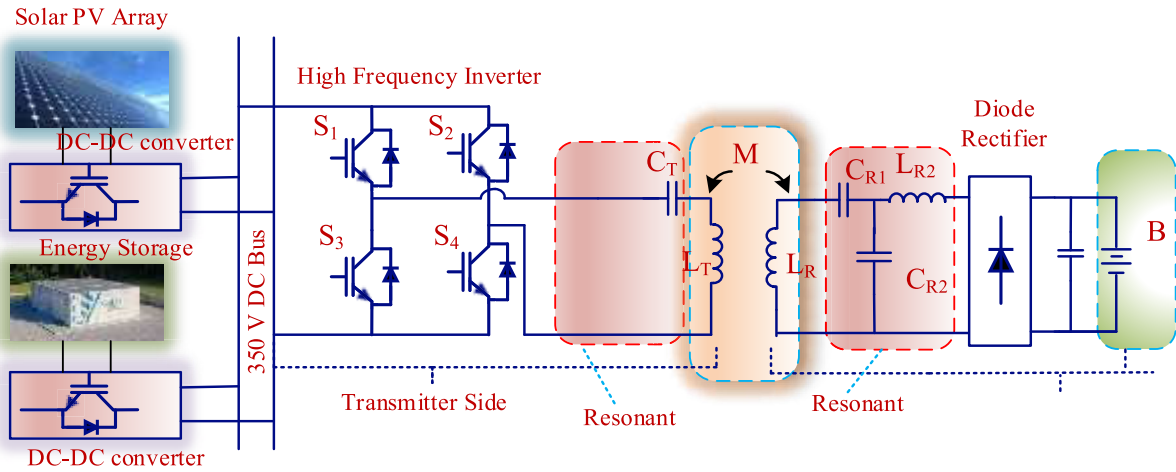 Solar PV Array
DC-DC converter
Energy Storage
DC-DC converter
350 V DC Bus
High Frequency Inverter
S1
S2
S3
S4
Transmitter Side
CT
Resonant
M
LT
LR
CR1
LR2
CR2
Resonant
Diode
Rectifier
B